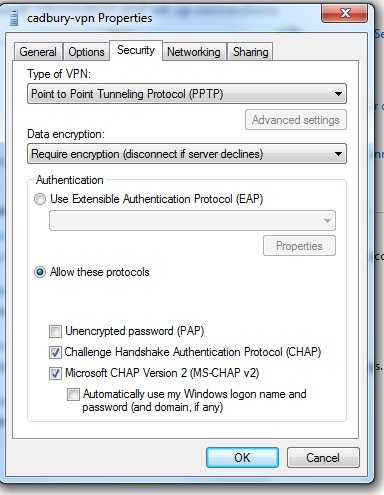 cadbury-vpn Properties
General Options Security Networking Sharing
Type of VPN:
Point to Point Tunneling Protocol (PPTP)
Advanced settings
Data encryption:
Require encryption (disconnect if server declines)
Authentication
Use Extensible Authentication Protocol (EAP)
Properties
Allow these protocols
Unencrypted password (PAP)
Challenge Handshake Authentication Protocol (CHAP)
Microsoft CHAP Version 2 (MS-CHAP v2)
Automatically use my Windows logon name and
password (and domain, if any)
OK Cancel